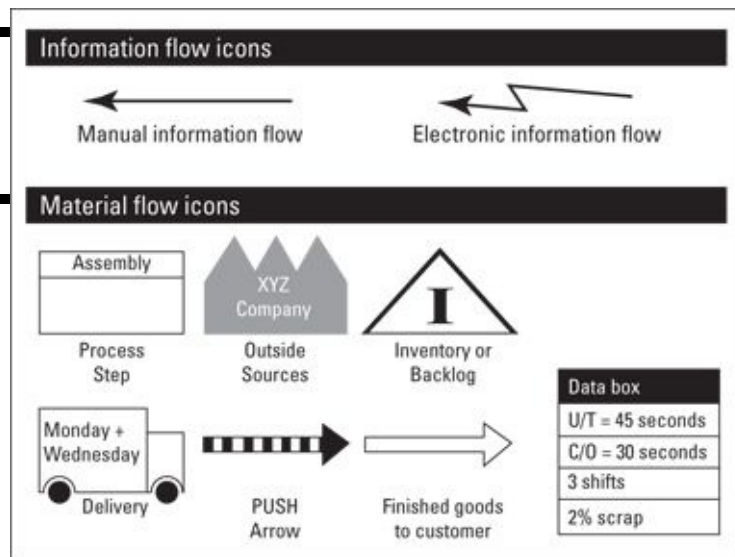 Information flow icons
Manual information flow
Electronic information flow
Material flow icons
Assembly
Process
Step
XYZ
Company
Outside
Sources
I
Inventory or
Backlog
Monday +
Wednesday
Delivery
PUSH
Arrow
Finished goods
to customer
Data box
U/T = 45 seconds
C/O = 30 seconds
3 shifts
2% scrap